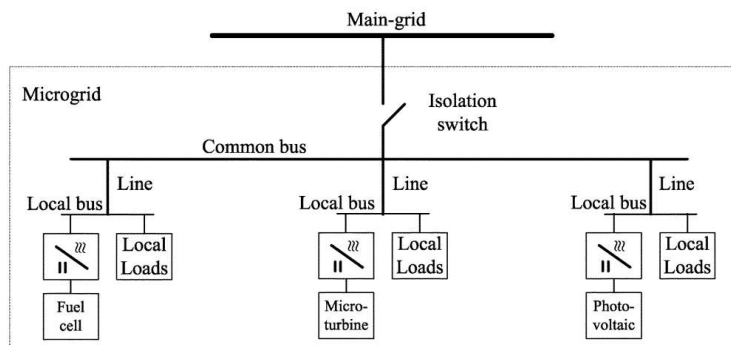 Main-grid
Microgrid
Isolation
switch
Common bus
Line
Line
Line
Local bus
Local bus
Local bus
Local
Loads
Local
Loads
Local
Loads
Fuel
cell
Micro-
turbine
Photo-
voltaic